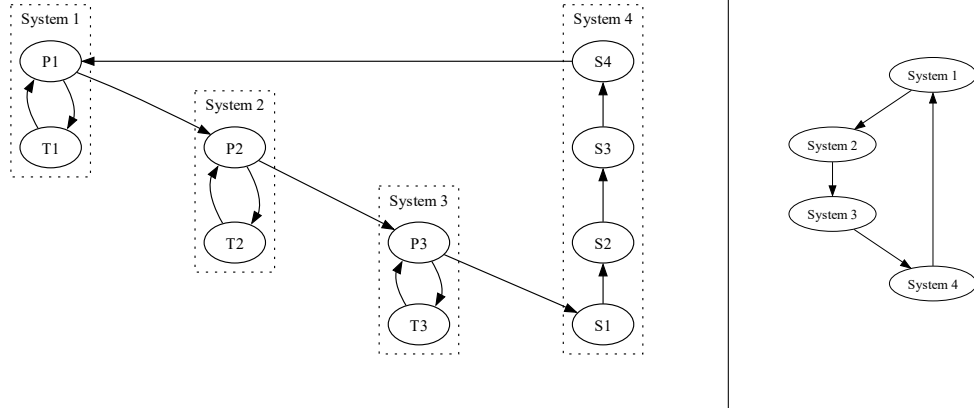 System 1
P1
T1
System 2
P2
T2
System 3
P3
T3
System 4
S4
S3
S2
S1
System 1
System 2
System 3
System 4